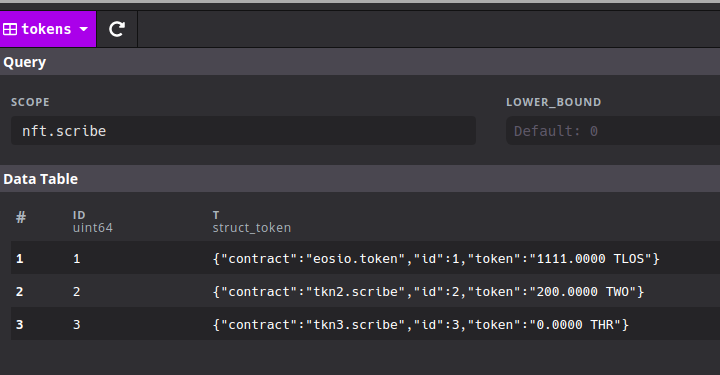 tokens
Query
SCOPE LOWER_BOUND
nft.scribe Default: 0
Data Table
# ID T
uint64 struct_token
1 1 {"contract":"eosio.token","id":1,"token":"1111.0000 TLOS"}
2 2 {"contract":"tkn2.scribe","id":2,"token":"200.0000 TWO"}
3 3 {"contract":"tkn3.scribe","id":3,"token":"0.0000 THR"}